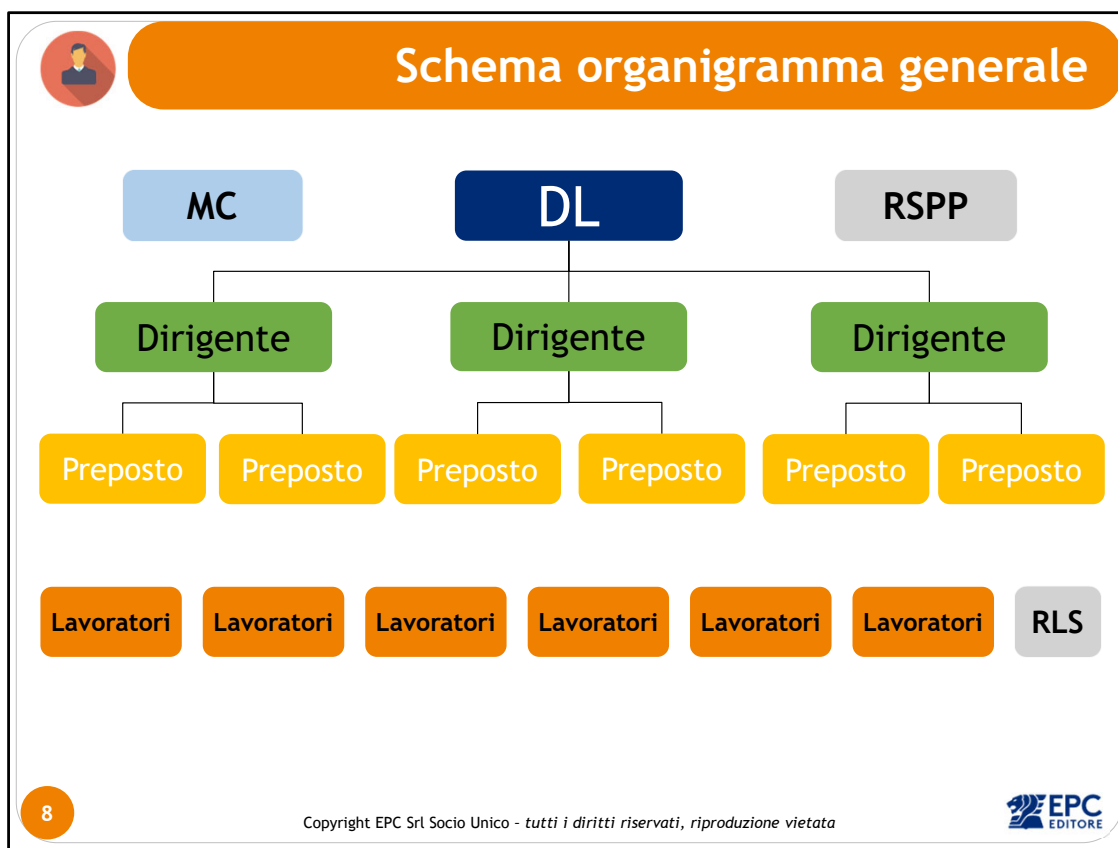 Schema organigramma generale
MC
DL
RSPP
Dirigente
Dirigente
Dirigente
Preposto
Preposto
Preposto
Preposto
Preposto
Preposto
Lavoratori
Lavoratori
Lavoratori
Lavoratori
Lavoratori
Lavoratori
RLS
8
Copyright EPC Srl Socio Unico - tutti i diritti riservati, riproduzione vietata
EPC
EDITORE